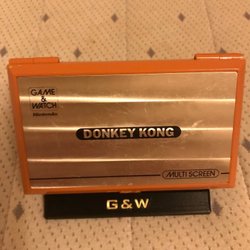 GAME
&
WATCH
Nintendo
DONKEY KONG
MULTI SCREEN
G&W